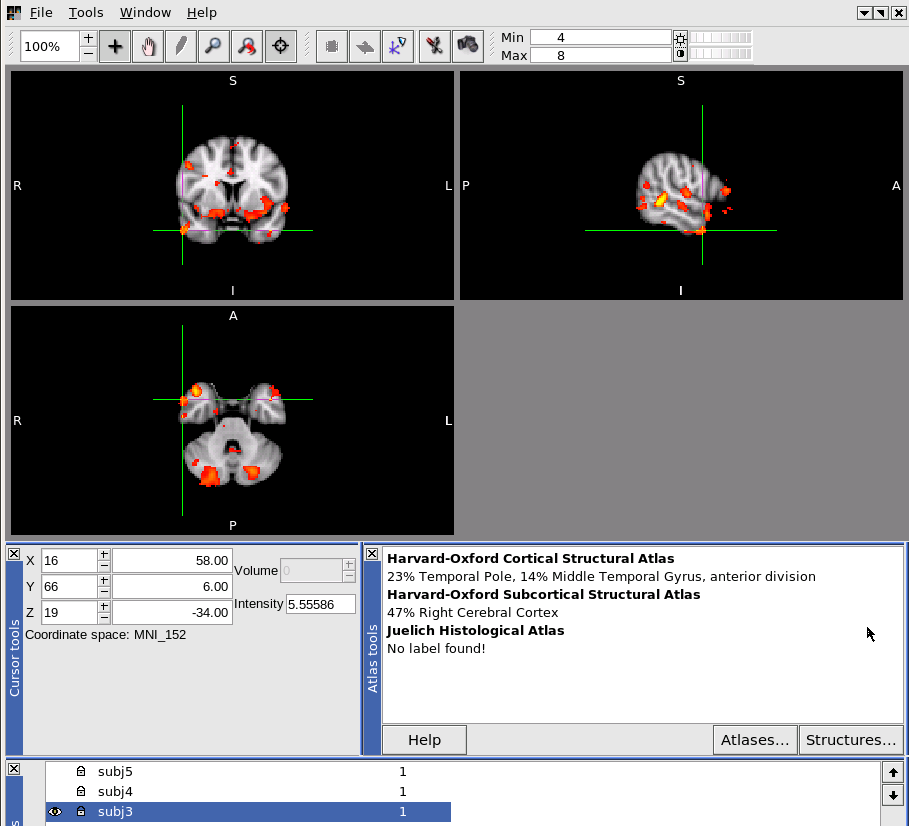 File Tools Window Help
100% Min 4
Max 8
S S
R L P A
I I
A
R L
P
X 16 58.00 Volume 0
Y 66 6.00
Z 19 -34.00 Intensity 5.55586
Coordinate space: MNI_152
Cursor tools
Harvard-Oxford Cortical Structural Atlas
23% Temporal Pole, 14% Middle Temporal Gyrus, anterior division
Harvard-Oxford Subcortical Structural Atlas
47% Right Cerebral Cortex
Juelich Histological Atlas
No label found!
Atlas tools
Help Atlases... Structures...
subj5 1
subj4 1
subj3 1